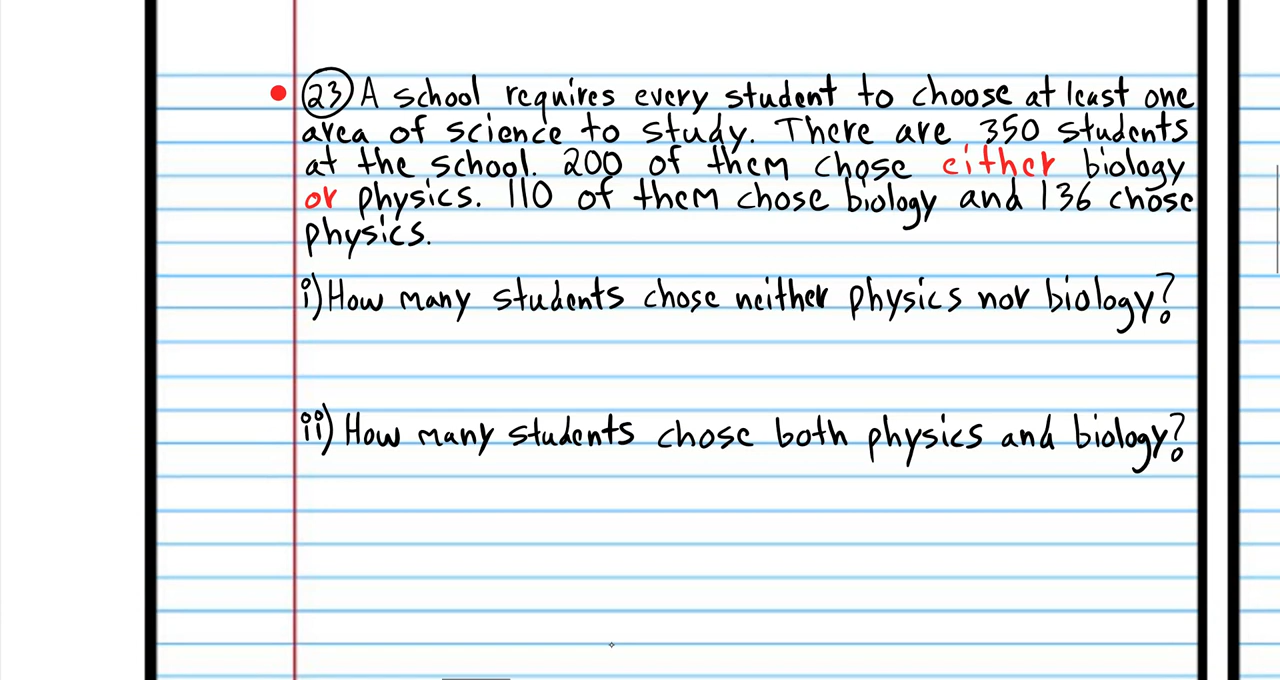 23 A school requires every student to choose at least one
area of science to study. There are 350 students
at the school. 200 of them chose either biology
or physics. 110 of them chose biology and 136 chose
physics.
i) How many students chose neither physics nor biology?
ii) How many students chose both physics and biology?